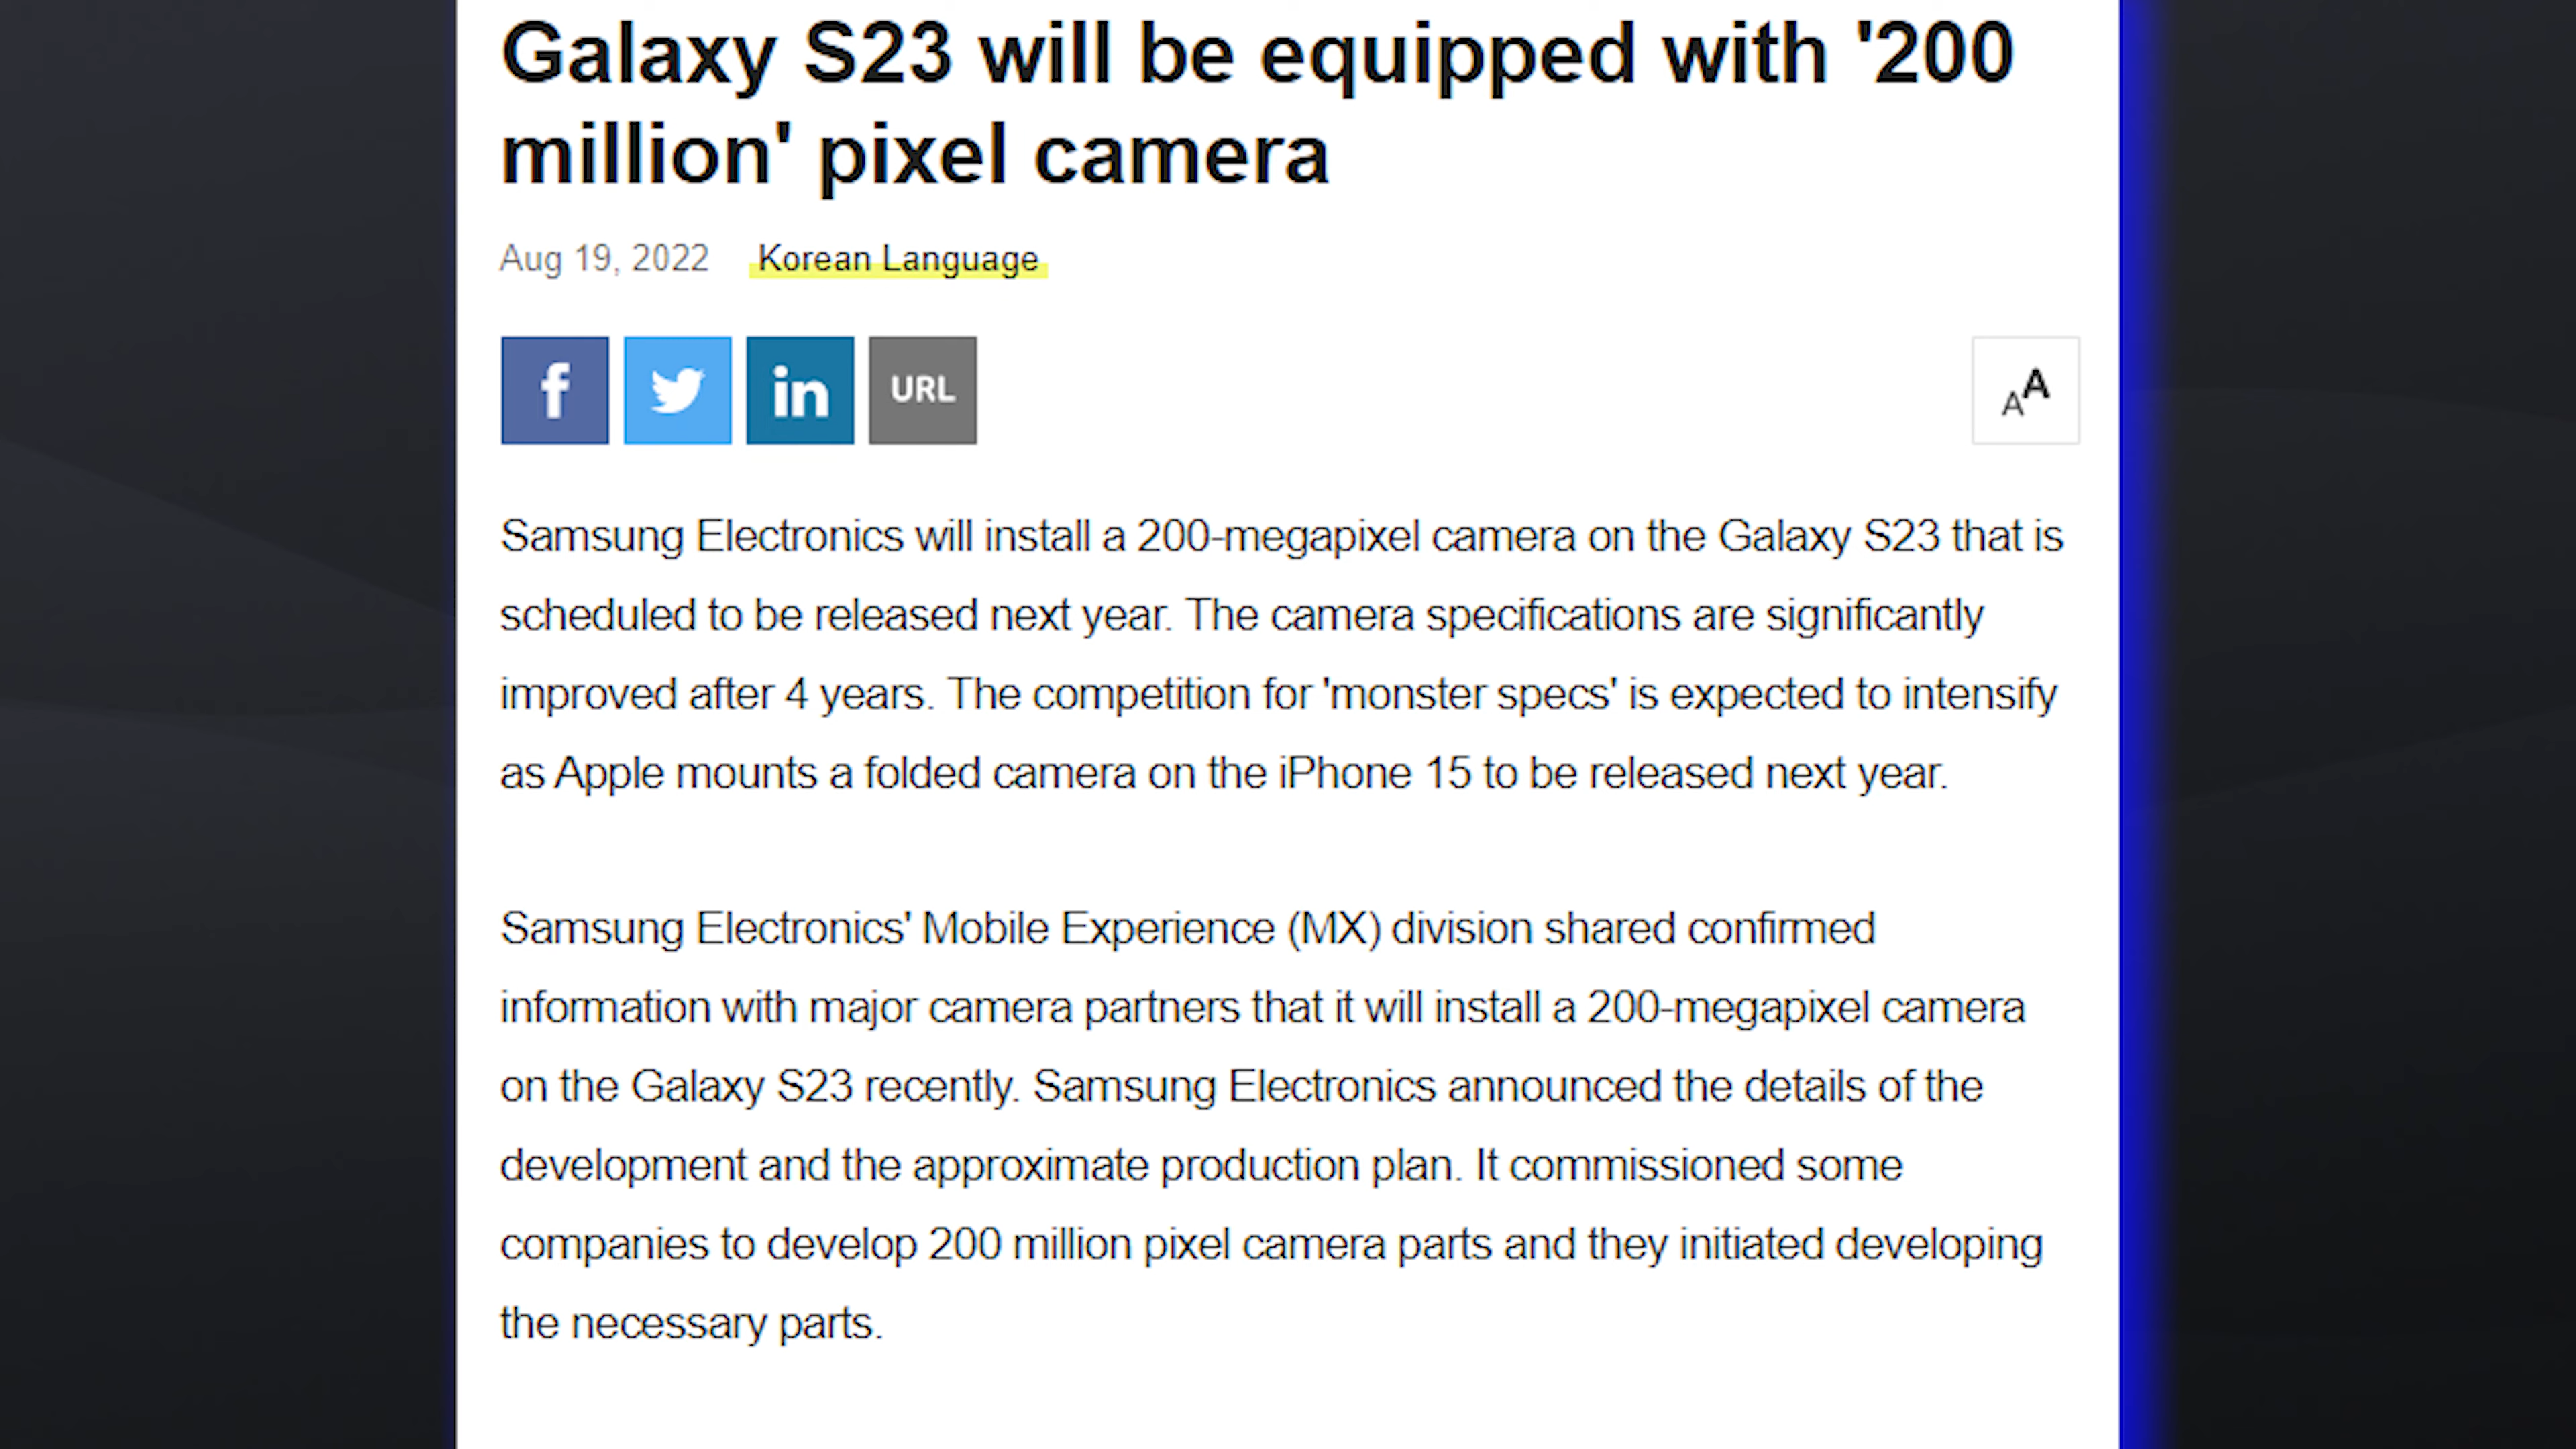 Galaxy S23 will be equipped with '200
million' pixel camera
Aug 19, 2022 Korean Language
f in URL AA
Samsung Electronics will install a 200-megapixel camera on the Galaxy S23 that is
scheduled to be released next year. The camera specifications are significantly
improved after 4 years. The competition for 'monster specs' is expected to intensify
as Apple mounts a folded camera on the iPhone 15 to be released next year.
Samsung Electronics' Mobile Experience (MX) division shared confirmed
information with major camera partners that it will install a 200-megapixel camera
on the Galaxy S23 recently. Samsung Electronics announced the details of the
development and the approximate production plan. It commissioned some
companies to develop 200 million pixel camera parts and they initiated developing
the necessary parts.